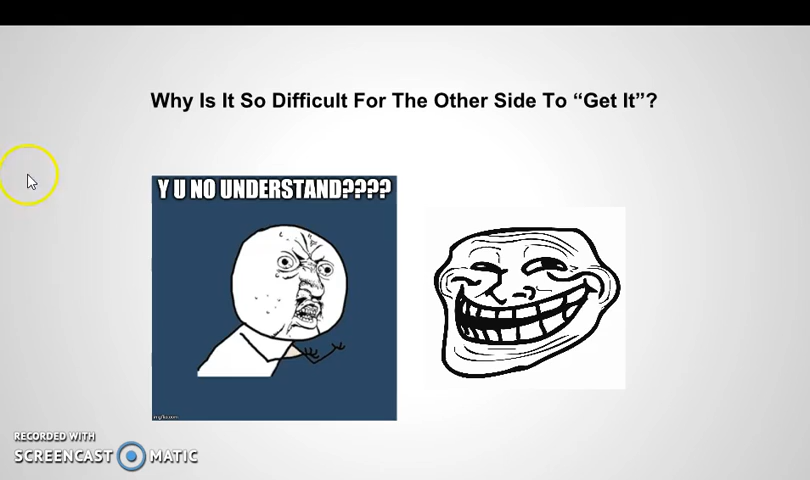 Why Is It So Difficult For The Other Side To “Get It”?
Y U NO UNDERSTAND????
RECORDED WITH
SCREENCAST MATIC